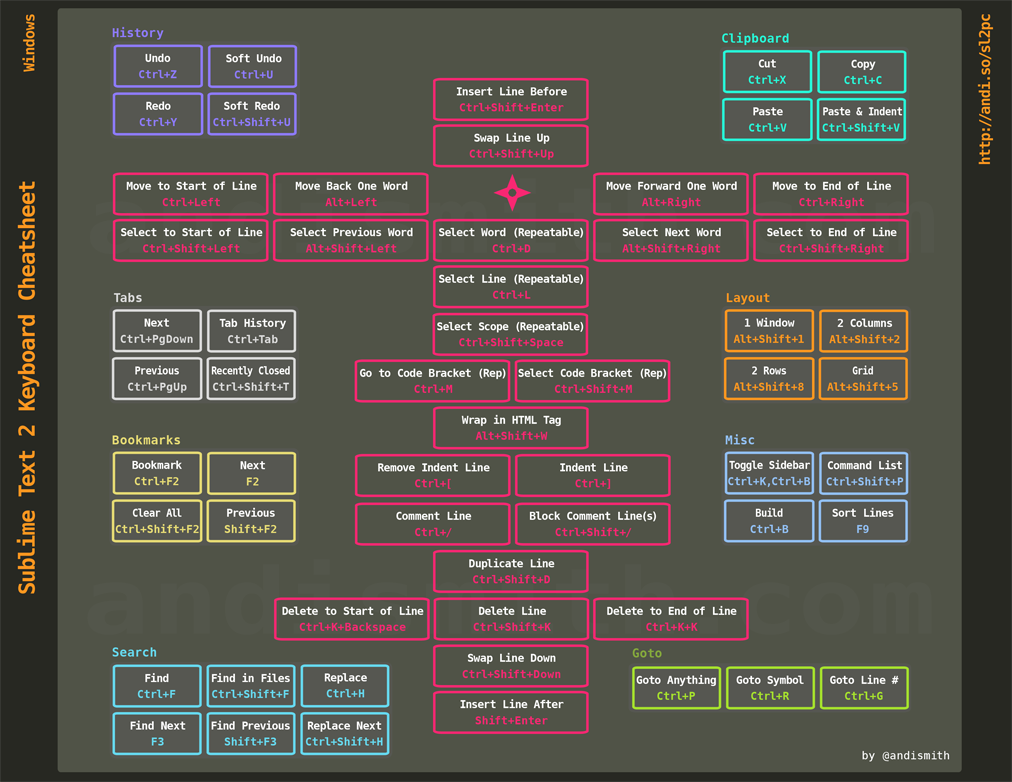 Windows
Sublime Text 2 Keyboard Cheatsheet
http://andi.so/sl2pc
History
Undo
Ctrl+Z
Soft Undo
Ctrl+U
Redo
Ctrl+Y
Soft Redo
Ctrl+Shift+U
Clipboard
Cut
Ctrl+X
Copy
Ctrl+C
Paste
Ctrl+V
Paste & Indent
Ctrl+Shift+V
Insert Line Before
Ctrl+Shift+Enter
Swap Line Up
Ctrl+Shift+Up
Move to Start of Line
Ctrl+Left
Move Back One Word
Alt+Left
Move Forward One Word
Alt+Right
Move to End of Line
Ctrl+Right
Select to Start of Line
Ctrl+Shift+Left
Select Previous Word
Alt+Shift+Left
Select Word (Repeatable)
Ctrl+D
Select Next Word
Alt+Shift+Right
Select to End of Line
Ctrl+Shift+Right
Select Line (Repeatable)
Ctrl+L
Select Scope (Repeatable)
Ctrl+Shift+Space
Go to Code Bracket (Rep)
Ctrl+M
Select Code Bracket (Rep)
Ctrl+Shift+M
Wrap in HTML Tag
Alt+Shift+W
Remove Indent Line
Ctrl+[
Indent Line
Ctrl+]
Comment Line
Ctrl+/
Block Comment Line(s)
Ctrl+Shift+/
Duplicate Line
Ctrl+Shift+D
Delete to Start of Line
Ctrl+K+Backspace
Delete Line
Ctrl+Shift+K
Delete to End of Line
Ctrl+K+K
Swap Line Down
Ctrl+Shift+Down
Insert Line After
Shift+Enter
Tabs
Next
Ctrl+PgDown
Tab History
Ctrl+Tab
Previous
Ctrl+PgUp
Recently Closed
Ctrl+Shift+T
Layout
1 Window
Alt+Shift+1
2 Columns
Alt+Shift+2
2 Rows
Alt+Shift+8
Grid
Alt+Shift+5
Bookmarks
Bookmark
Ctrl+F2
Next
F2
Clear All
Ctrl+Shift+F2
Previous
Shift+F2
Misc
Toggle Sidebar
Ctrl+K,Ctrl+B
Command List
Ctrl+Shift+P
Build
Ctrl+B
Sort Lines
F9
Search
Find
Ctrl+F
Find in Files
Ctrl+Shift+F
Replace
Ctrl+H
Find Next
F3
Find Previous
Shift+F3
Replace Next
Ctrl+Shift+H
Goto
Goto Anything
Ctrl+P
Goto Symbol
Ctrl+R
Goto Line #
Ctrl+G
by @andismith